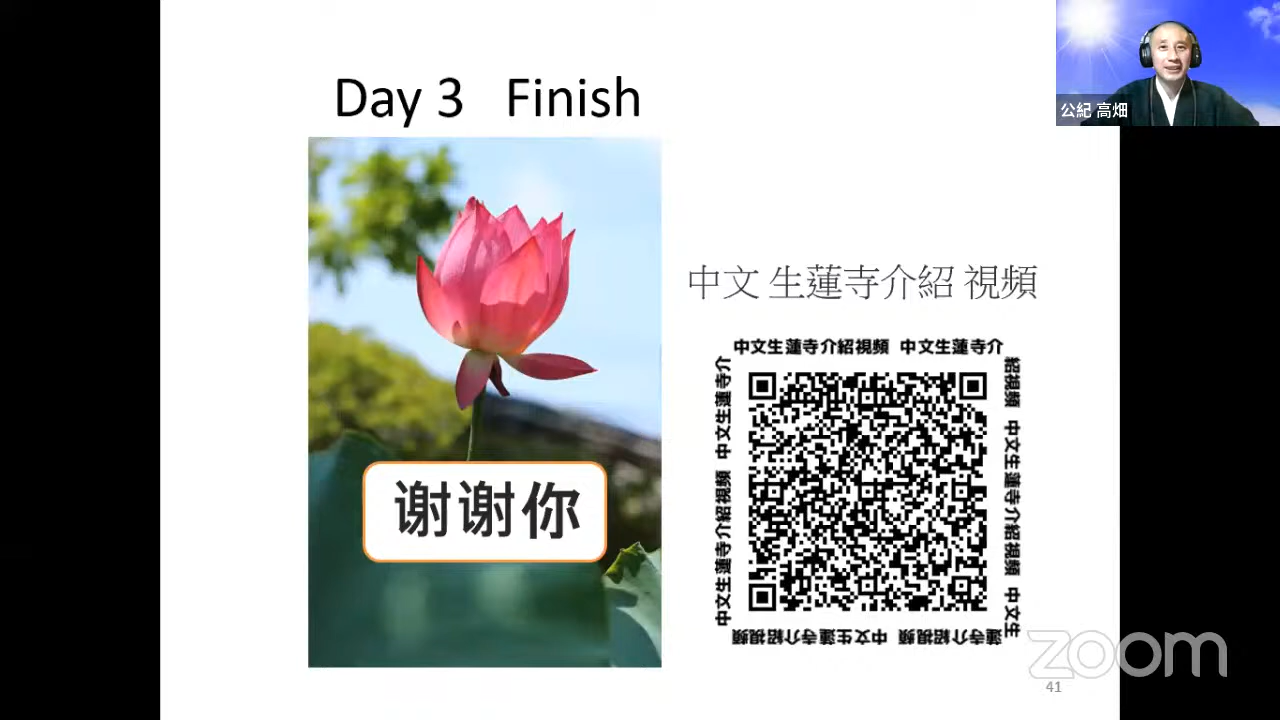 Day 3 Finish
公紀 高畑
中文 生蓮寺介紹 視頻
中文生蓮寺介紹視頻 中文生蓮寺介
紹視頻 中文生蓮寺介紹視頻 中文生
蓮寺介紹視頻 中文生蓮寺介紹視頻
中文生蓮寺介紹視頻 中文生蓮寺介
谢谢你
zoom
41